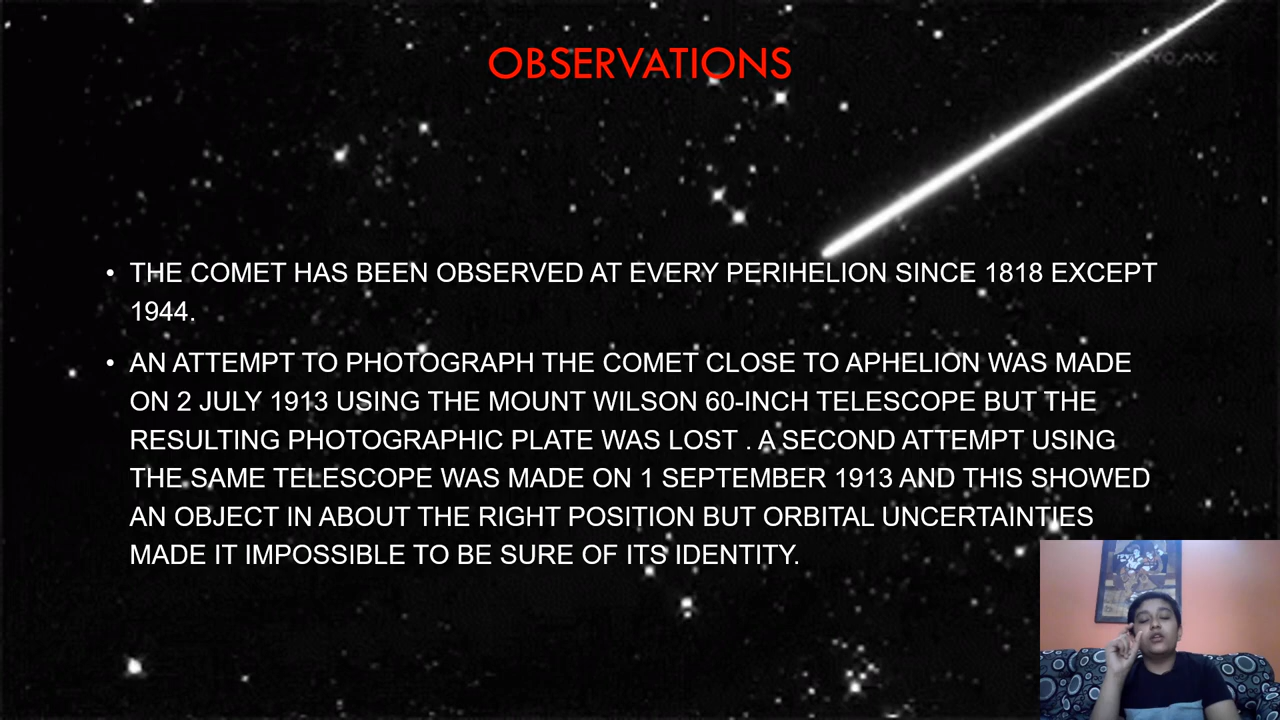 OBSERVATIONS
• THE COMET HAS BEEN OBSERVED AT EVERY PERIHELION SINCE 1818 EXCEPT
1944.
• AN ATTEMPT TO PHOTOGRAPH THE COMET CLOSE TO APHELION WAS MADE
ON 2 JULY 1913 USING THE MOUNT WILSON 60-INCH TELESCOPE BUT THE
RESULTING PHOTOGRAPHIC PLATE WAS LOST . A SECOND ATTEMPT USING
THE SAME TELESCOPE WAS MADE ON 1 SEPTEMBER 1913 AND THIS SHOWED
AN OBJECT IN ABOUT THE RIGHT POSITION BUT ORBITAL UNCERTAINTIES
MADE IT IMPOSSIBLE TO BE SURE OF ITS IDENTITY.